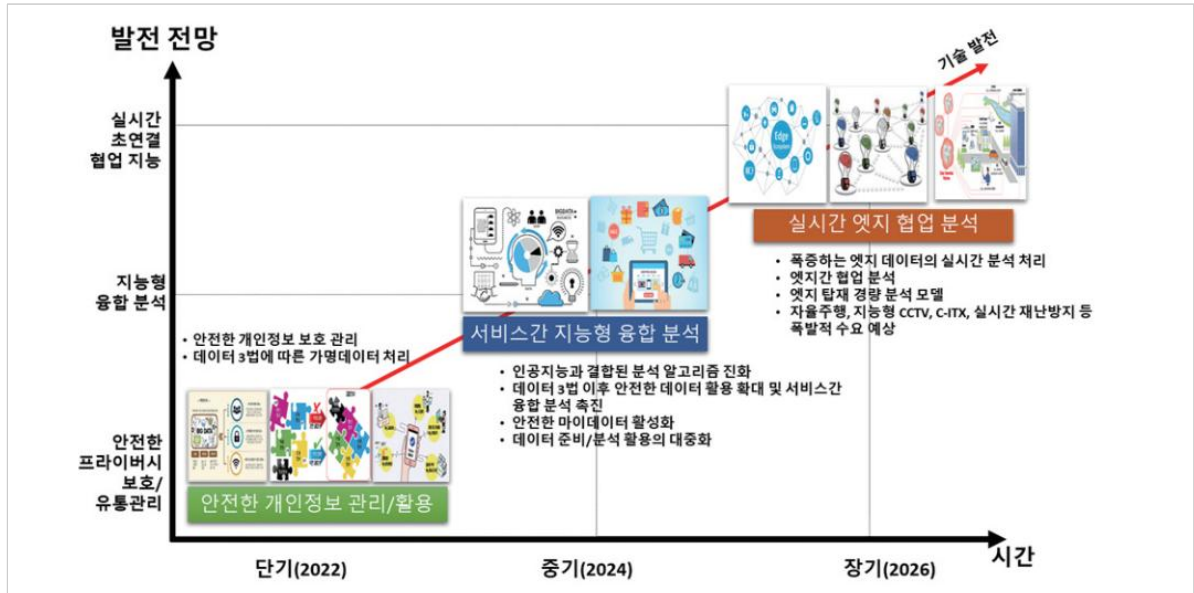 발전 전망
기술 발전
실시간
초연결
협업 지능
Edge
실시간 엣지 협업 분석
• 폭증하는 엣지 데이터의 실시간 분석 처리
• 엣지간 협업 분석
• 엣지 탑재 경량 분석 모델
• 자율주행, 지능형 CCTV, C-ITX, 실시간 재난방지 등
폭발적 수요 예상
지능형
융합 분석
BIGDATA
서비스간 지능형 융합 분석
• 인공지능과 결합된 분석 알고리즘 진화
• 데이터 3법 이후 안전한 데이터 활용 확대 및 서비스간
융합 분석 촉진
• 안전한 마이데이터 활성화
• 데이터 준비/분석 활용의 대중화
• 안전한 개인정보 보호 관리
• 데이터 3법에 따른 가명데이터 처리
BIG DATA
안전한
프라이버시
보호/
유통관리
안전한 개인정보 관리/활용
시간
단기(2022)
중기(2024)
장기(2026)